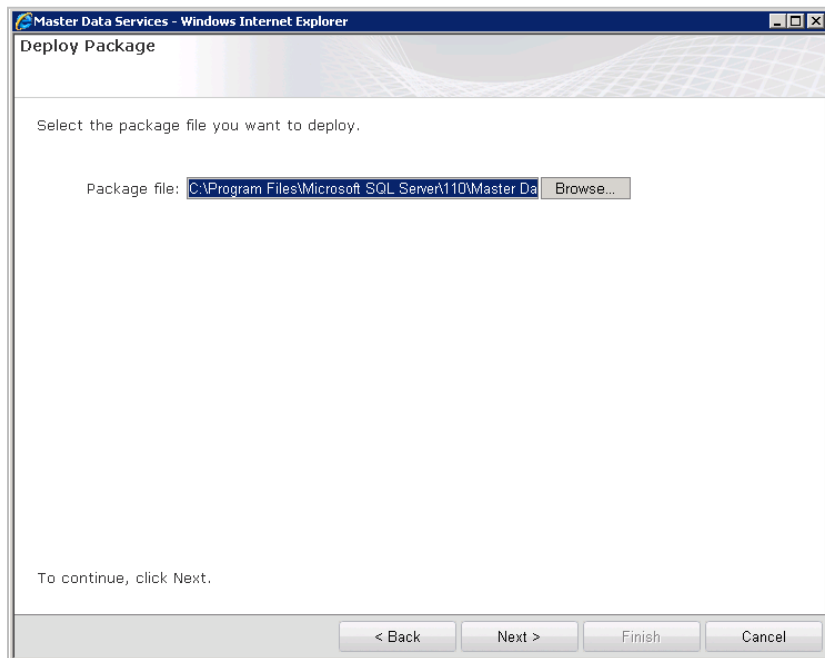 Master Data Services - Windows Internet Explorer
Deploy Package
Select the package file you want to deploy.
Package file: C:\Program Files\Microsoft SQL Server\110\Master Da Browse...
To continue, click Next.
< Back Next > Finish Cancel